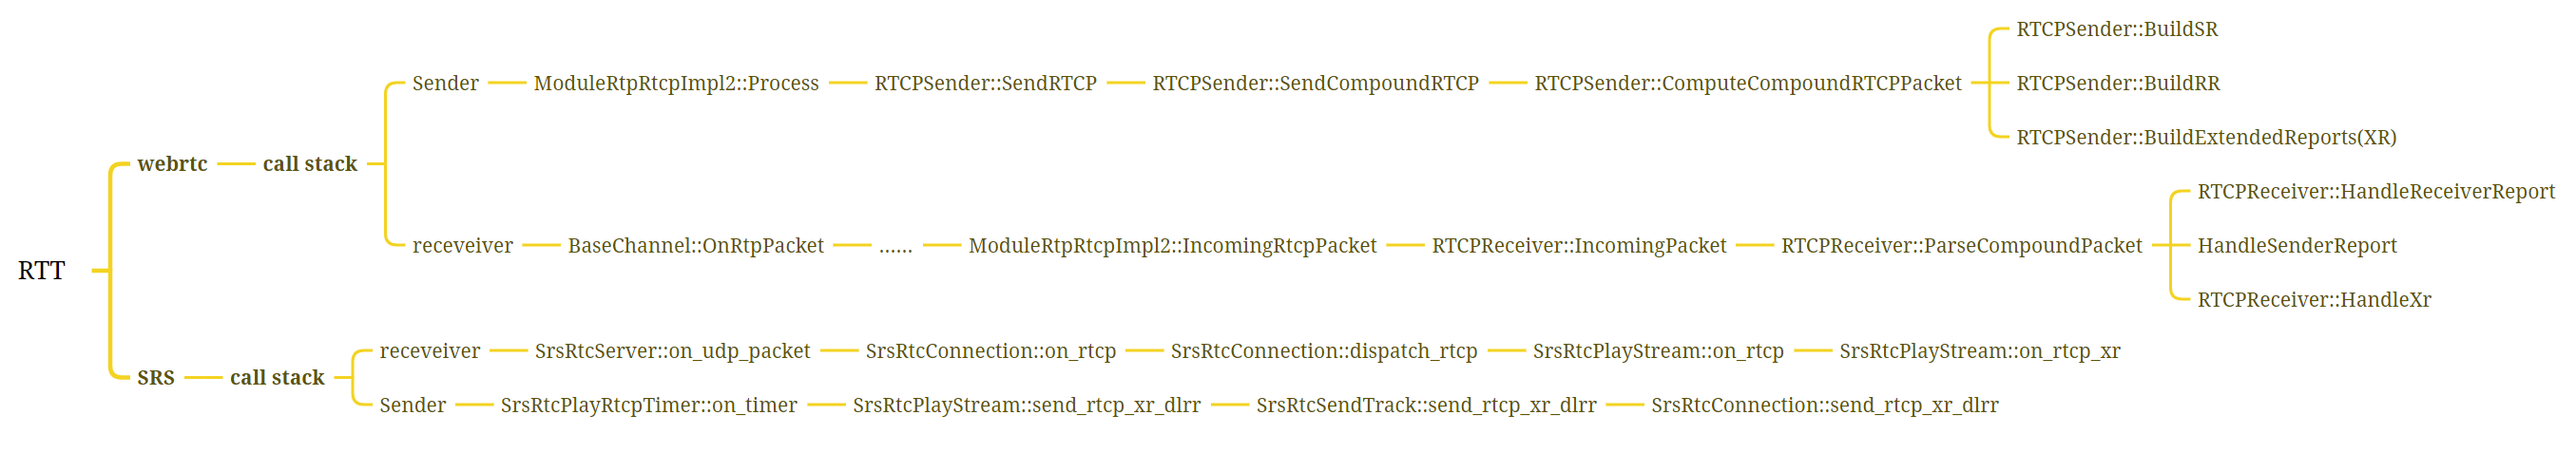 RTCPSender::BuildSR
Sender ModuleRtpRtcpImpl2::Process RTCPSender::SendRTCP RTCPSender::SendCompoundRTCP RTCPSender::ComputeCompoundRTCPPacket RTCPSender::BuildRR
RTCPSender::BuildExtendedReports(XR)
webrtc call stack
RTCPReceiver::HandleReceiverReport
receveiver BaseChannel::OnRtpPacket ...... ModuleRtpRtcpImpl2::IncomingRtcpPacket RTCPReceiver::IncomingPacket RTCPReceiver::ParseCompoundPacket HandleSenderReport
RTT
RTCPReceiver::HandleXr
receveiver SrsRtcServer::on_udp_packet SrsRtcConnection::on_rtcp SrsRtcConnection::dispatch_rtcp SrsRtcPlayStream::on_rtcp SrsRtcPlayStream::on_rtcp_xr
SRS call stack
Sender SrsRtcPlayRtcpTimer::on_timer SrsRtcPlayStream::send_rtcp_xr_dlrr SrsRtcSendTrack::send_rtcp_xr_dlrr SrsRtcConnection::send_rtcp_xr_dlrr